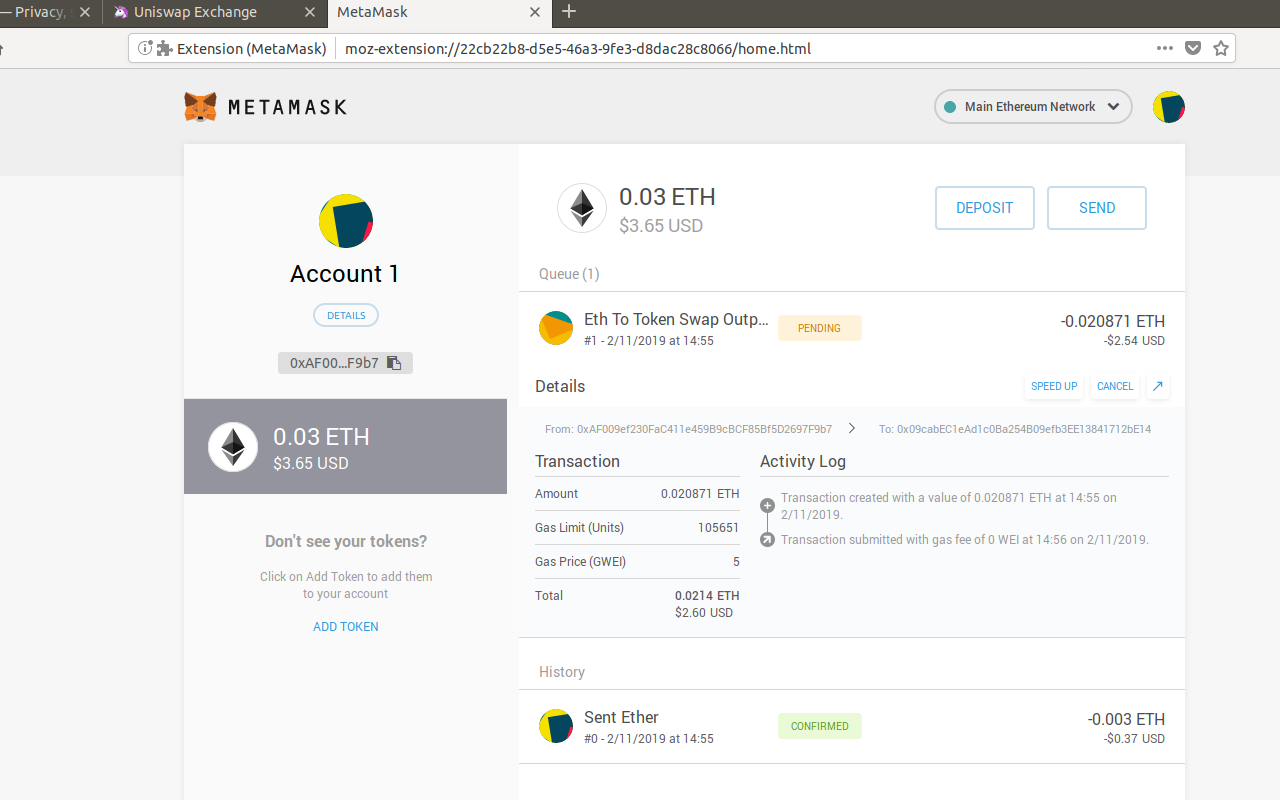 — Privacy,
Uniswap Exchange
MetaMask
Extension (MetaMask)
moz-extension://22cb22b8-d5e5-46a3-9fe3-d8dac28c8066/home.html
METAMASK
Main Ethereum Network
Account 1
DETAILS
0xAF00...F9b7
0.03 ETH
$3.65 USD
Don't see your tokens?
Click on Add Token to add them
to your account
ADD TOKEN
0.03 ETH
$3.65 USD
DEPOSIT
SEND
Queue (1)
Eth To Token Swap Outp...
#1 - 2/11/2019 at 14:55
PENDING
-0.020871 ETH
-$2.54 USD
Details
SPEED UP
CANCEL
From: 0xAF009ef230FaC411e459B9cBCF85Bf5D2697F9b7
To: 0x09cabEC1eAd1c0Ba254B09efb3EE13841712bE14
Transaction
Amount 0.020871 ETH
Gas Limit (Units) 105651
Gas Price (GWEI) 5
Total 0.0214 ETH
$2.60 USD
Activity Log
Transaction created with a value of 0.020871 ETH at 14:55 on
2/11/2019.
Transaction submitted with gas fee of 0 WEI at 14:56 on 2/11/2019.
History
Sent Ether
#0 - 2/11/2019 at 14:55
CONFIRMED
-0.003 ETH
-$0.37 USD